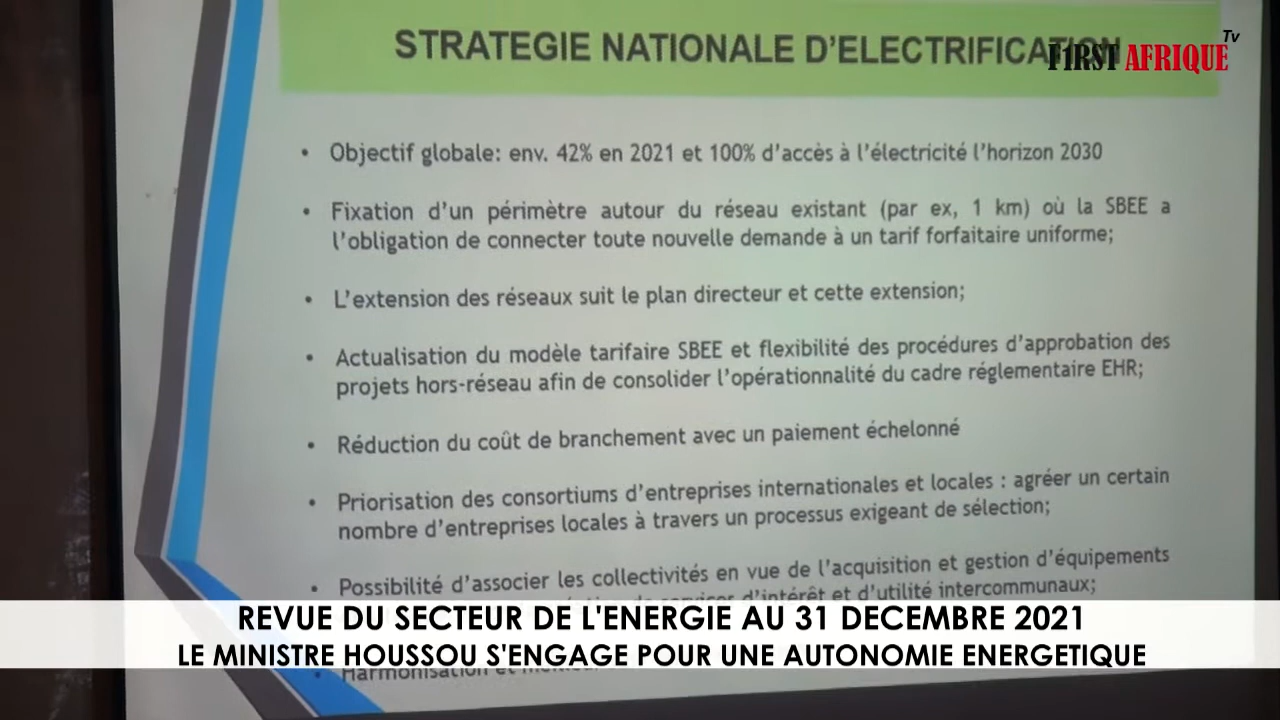 STRATEGIE NATIONALE D'ELECTRIFICATION
Tv
F1RST AFRIQUE
• Objectif globale: env. 42% en 2021 et 100% d'accès à l'électricité l'horizon 2030
• Fixation d'un périmètre autour du réseau existant (par ex, 1 km) où la SBEE a
l'obligation de connecter toute nouvelle demande à un tarif forfaitaire uniforme;
• L'extension des réseaux suit le plan directeur et cette extension;
• Actualisation du modèle tarifaire SBEE et flexibilité des procédures d'approbation des
projets hors-réseau afin de consolider l'opérationnalité du cadre réglementaire EHR;
• Réduction du coût de branchement avec un paiement échelonné
• Priorisation des consortiums d'entreprises internationales et locales : agréer un certain
nombre d'entreprises locales à travers un processus exigeant de sélection;
• Possibilité d'associer les collectivités en vue de l'acquisition et gestion d'équipements
d'intérêt et d'utilité intercommunaux;
REVUE DU SECTEUR DE L'ENERGIE AU 31 DECEMBRE 2021
LE MINISTRE HOUSSOU S'ENGAGE POUR UNE AUTONOMIE ENERGETIQUE
• Harmonisation et